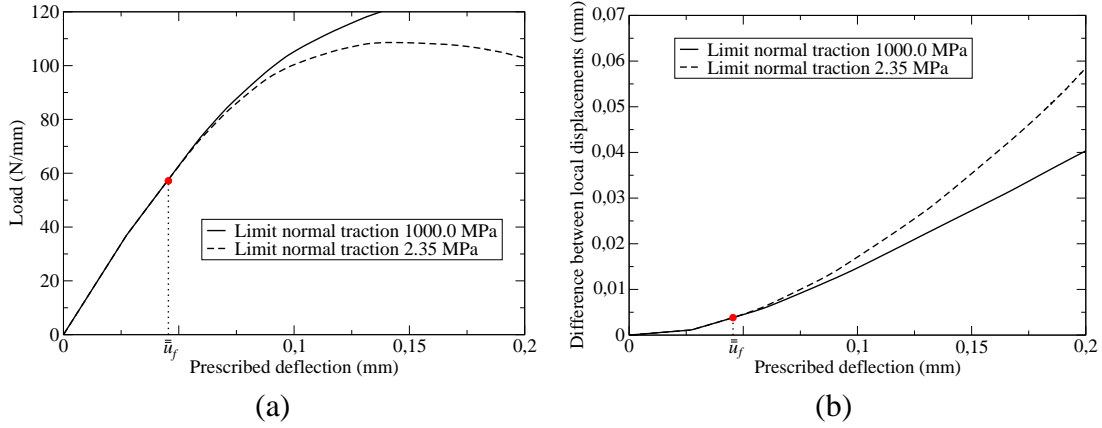 120
100
80
60
40
20
0
Load (N/mm)
Limit normal traction 1000.0 MPa
Limit normal traction 2.35 MPa
0
u̿_f
0,1
0,15
0,2
Prescribed deflection (mm)
(a)
0,07
0,06
0,05
0,04
0,03
0,02
0,01
0
Difference between local displacements (mm)
Limit normal traction 1000.0 MPa
Limit normal traction 2.35 MPa
0
u̿_f
0,1
0,15
0,2
Prescribed deflection (mm)
(b)